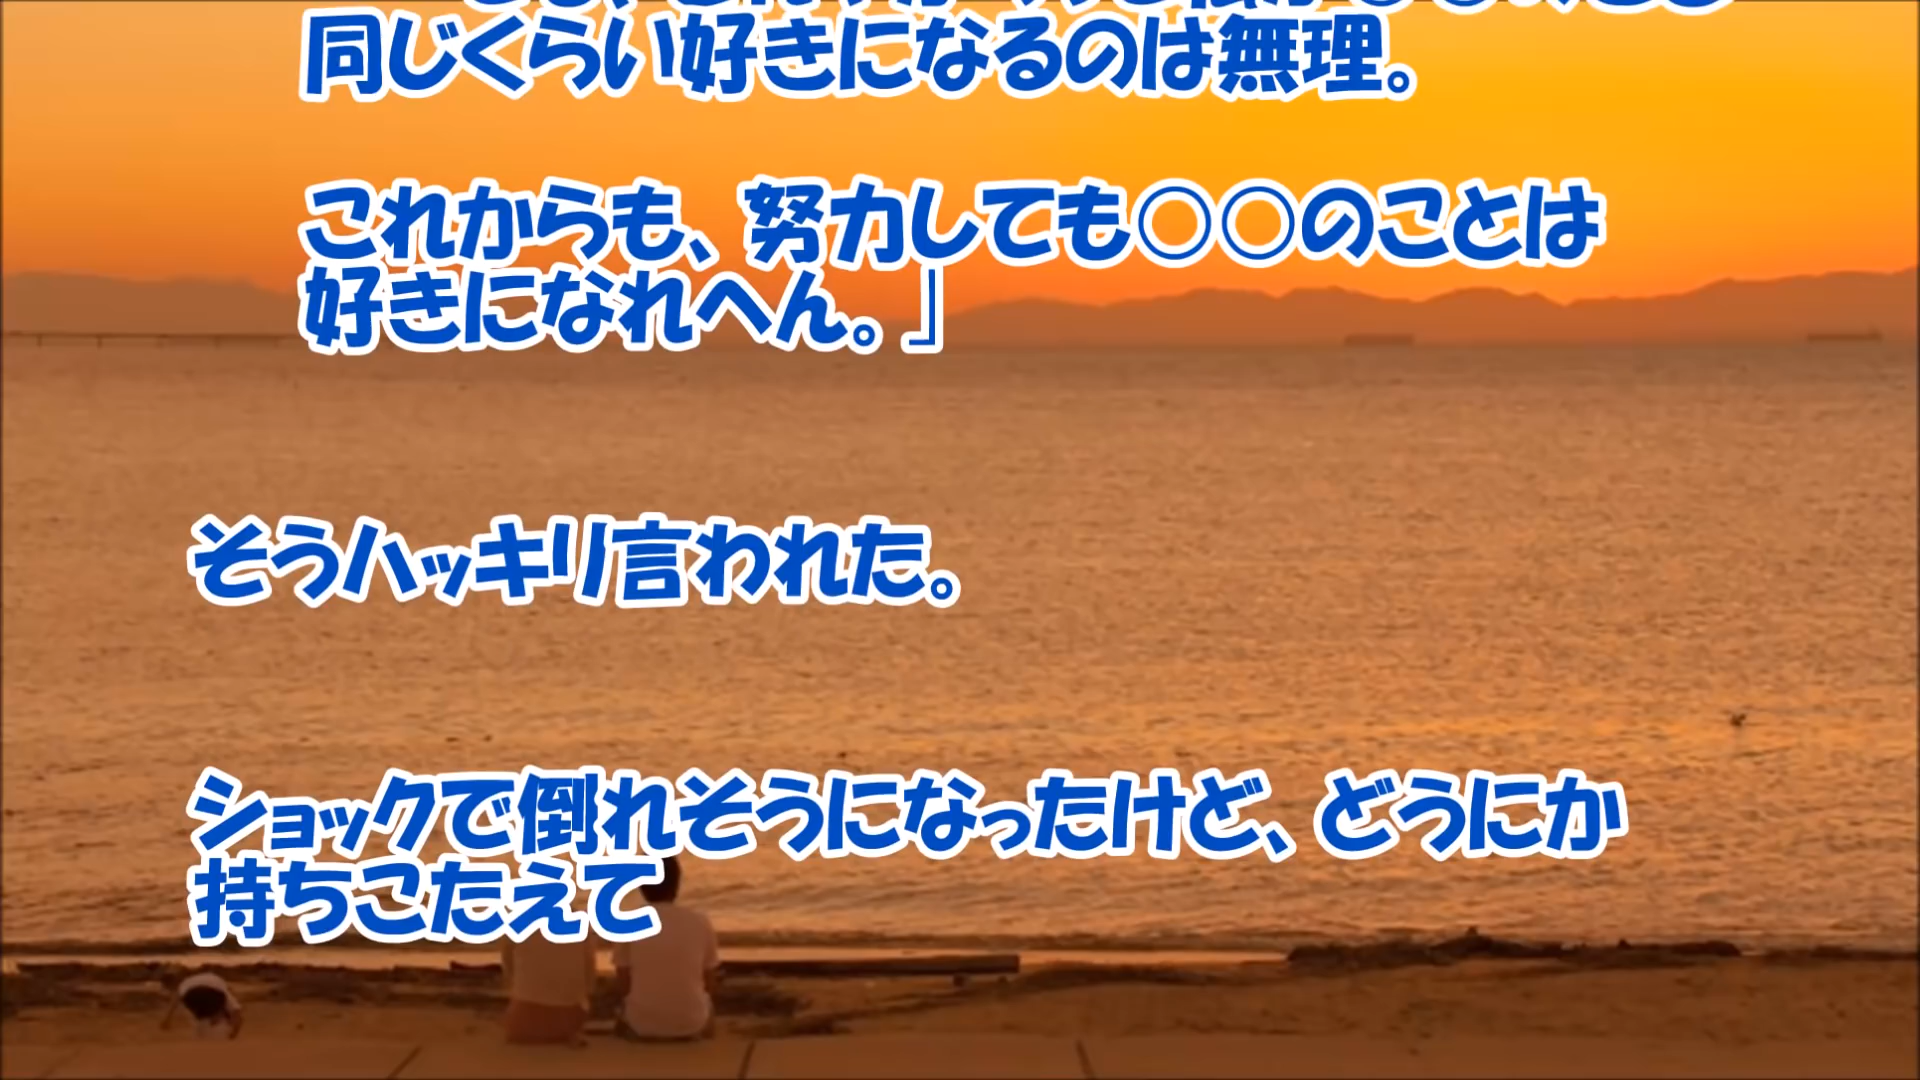 同じくらい好きになるのは無理。
これからも、努力しても○○のことは
好きになれへん。』
そうハッキリ言われた。
ショックで倒れそうになったけど、どうにか
持ちこたえて